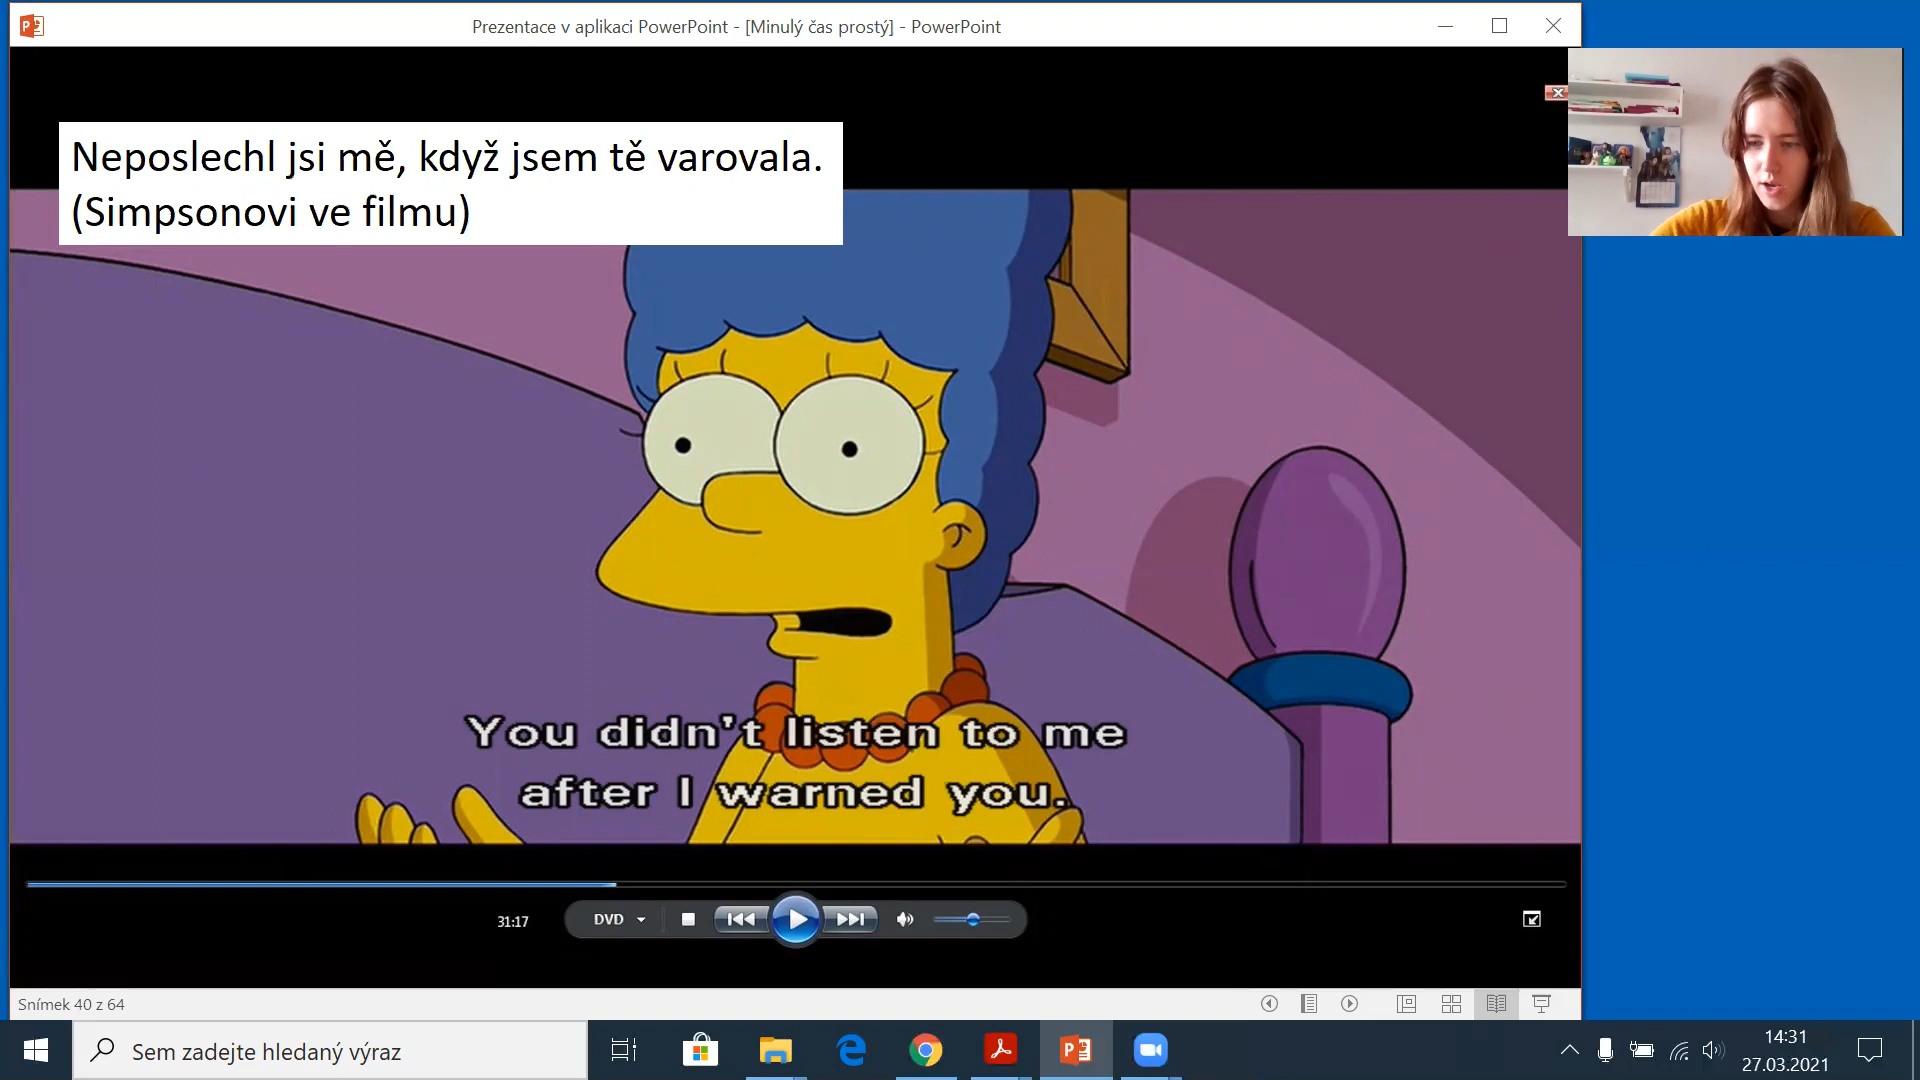 Prezentace v aplikaci PowerPoint - [Minulý čas prostý] - PowerPoint
Neposlechl jsi mě, když jsem tě varovala.
(Simpsonovi ve filmu)
You didn't listen to me
after I warned you.
31:17
DVD
Snímek 40 z 64
Sem zadejte hledaný výraz
14:31
27.03.2021